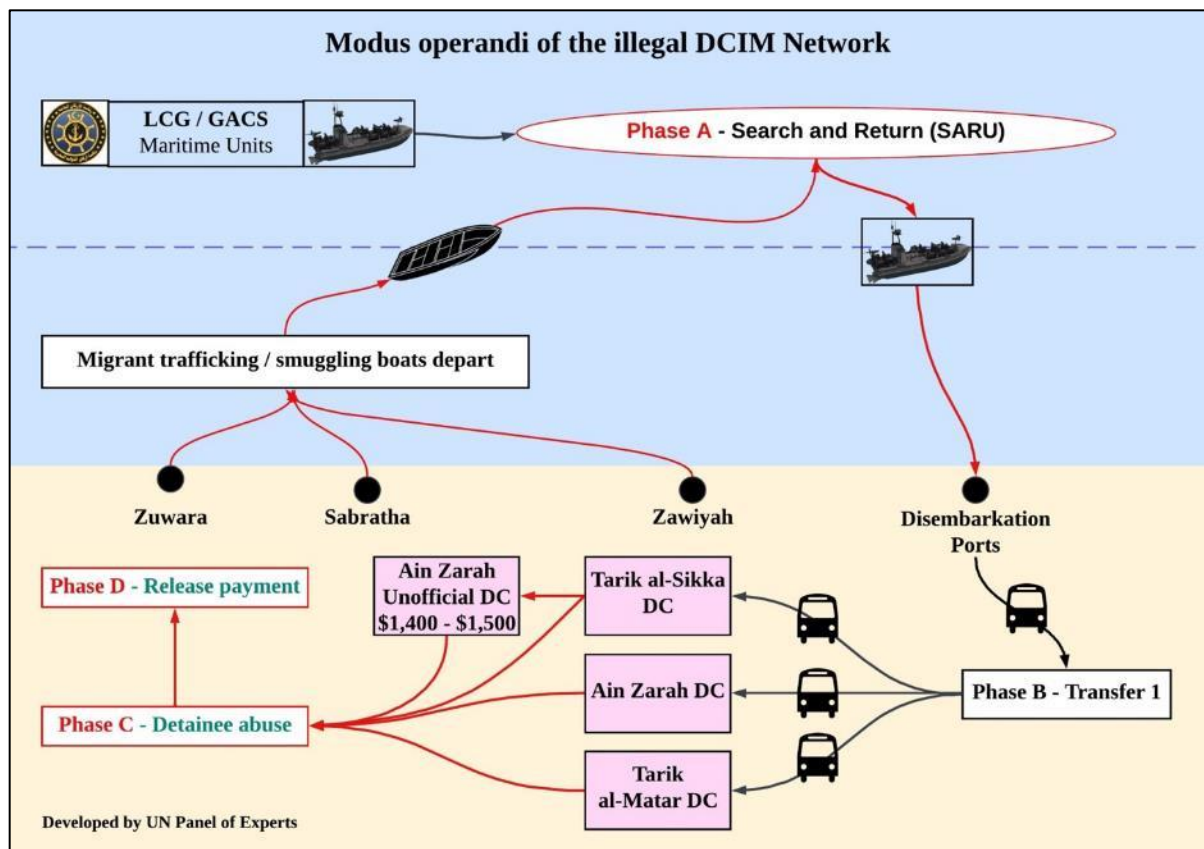 Modus operandi of the illegal DCIM Network
LCG / GACS
Maritime Units
Phase A - Search and Return (SARU)
Migrant trafficking / smuggling boats depart
Zuwara
Sabratha
Zawiyah
Disembarkation
Ports
Phase D - Release payment
Ain Zarah
Unofficial DC
$1,400 - $1,500
Tarik al-Sikka
DC
Ain Zarah DC
Phase B - Transfer 1
Phase C - Detainee abuse
Tarik
al-Matar DC
Developed by UN Panel of Experts